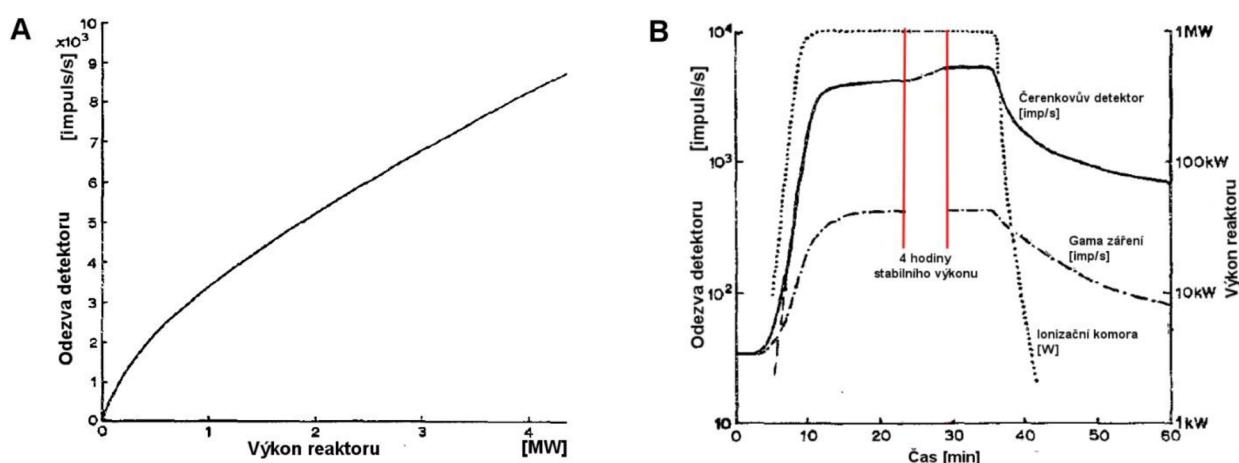 A
10
×10³
9
8
7
6
5
4
3
2
1
0
Odezva detektoru [impuls/s]
0 1 2 3 4 [MW]
Výkon reaktoru
B
10⁴
10³
10²
10
Odezva detektoru [impuls/s]
1MW
100kW
10kW
1kW
Výkon reaktoru
Čerenkovův detektor
[imp/s]
Gama záření
[imp/s]
4 hodiny
stabilního výkonu
Ionizační komora
[W]
0 10 20 30 40 50 60
Čas [min]